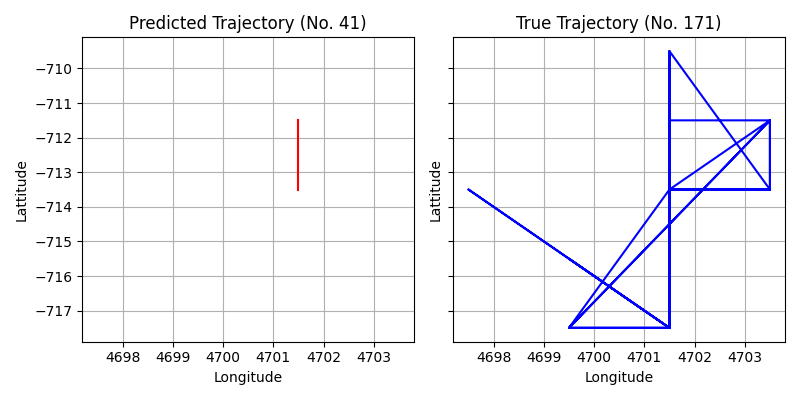 Predicted Trajectory (No. 41)
True Trajectory (No. 171)
Lattitude
−710
−711
−712
−713
−714
−715
−716
−717
4698 4699 4700 4701 4702 4703
Longitude
Lattitude
4698 4699 4700 4701 4702 4703
Longitude